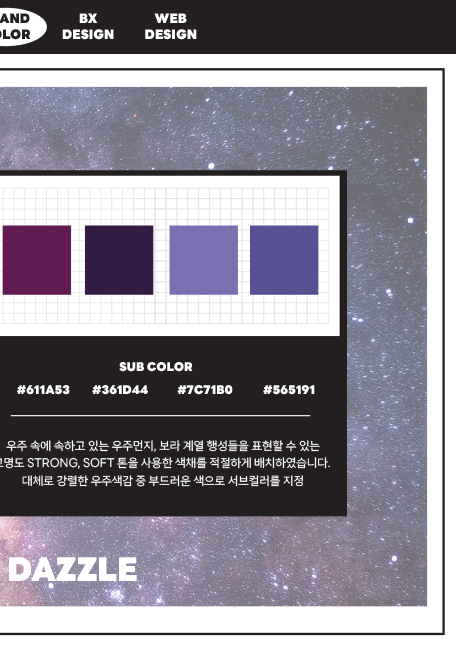 AND
OLOR
BX
DESIGN
WEB
DESIGN
SUB COLOR
#611A53 #361D44 #7C71B0 #565191
우주 속에 속하고 있는 우주먼지, 보라 계열 행성들을 표현할 수 있는
고명도 STRONG, SOFT 톤을 사용한 색채를 적절하게 배치하였습니다.
대체로 강렬한 우주색감 중 부드러운 색으로 서브컬러를 지정
DAZZLE